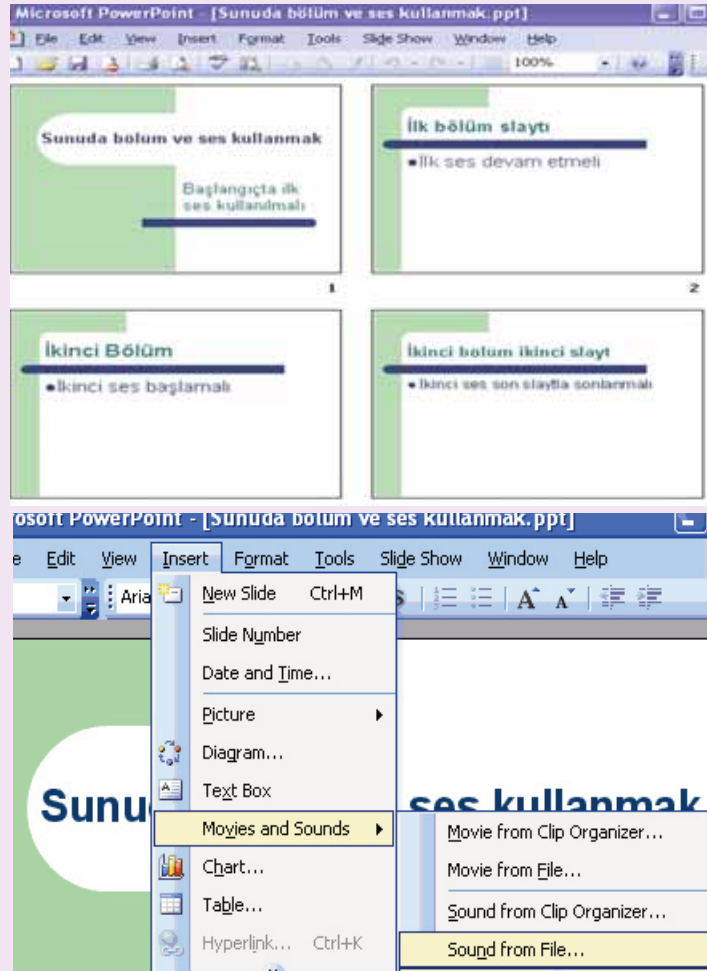 Microsoft PowerPoint - [Sunuda bölüm ve ses kullanmak.ppt]
File Edit View Insert Format Tools Slide Show Window Help
100%
Sunuda bolum ve ses kullanmak
Başlangıçta ilk
ses kullanılmalı
1
İlk bölüm slaytı
•İlk ses devam etmeli
2
İkinci Bölüm
•İkinci ses başlamalı
İkinci bolum ikinci slayt
• İkinci ses son slaytla sonlanmalı
osoft PowerPoint - [Sunuda bolum ve ses kullanmak.ppt]
e Edit View Insert Format Tools Slide Show Window Help
Aria
New Slide Ctrl+M
Slide Number
Date and Time...
Picture
Diagram...
Text Box
Movies and Sounds
Chart...
Table...
Hyperlink... Ctrl+K
Sunu ses kullanmak
Movie from Clip Organizer...
Movie from File...
Sound from Clip Organizer...
Sound from File...